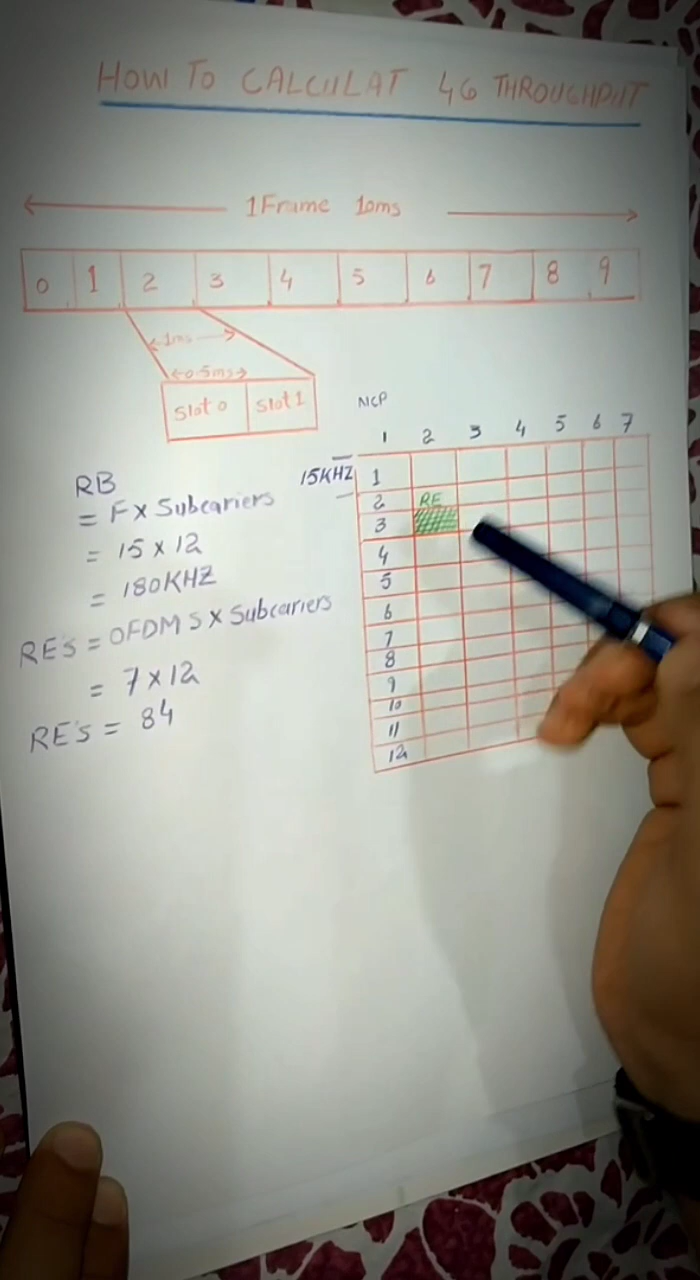 HOW TO CALCULAT 4G THROUGHPUT
1Frame 10ms
0 1 2 3 4 5 6 7 8 9
1ms
0.5ms
Slot 0 Slot 1
NCP
1 2 3 4 5 6 7
15KHZ
1
2 RE
3
4
5
6
7
8
9
10
11
12
RB
= F x Subcariers
= 15 x 12
= 180KHZ
RE'S = OFDM S x Subcariers
= 7 x 12
RE'S = 84